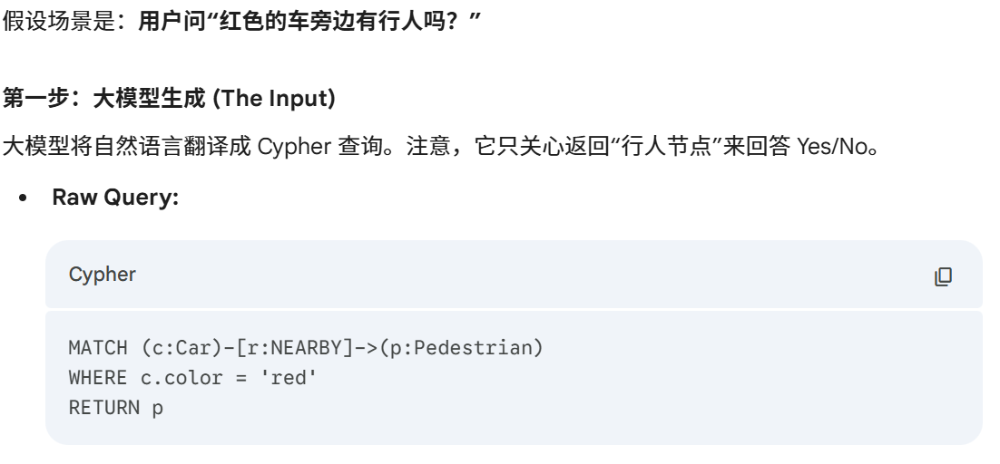 假设场景是：用户问“红色的车旁边有行人吗？”
第一步：大模型生成 (The Input)
大模型将自然语言翻译成 Cypher 查询。注意，它只关心返回“行人节点”来回答 Yes/No。
• Raw Query:
Cypher
MATCH (c:Car)-[r:NEARBY]->(p:Pedestrian)
WHERE c.color = 'red'
RETURN p